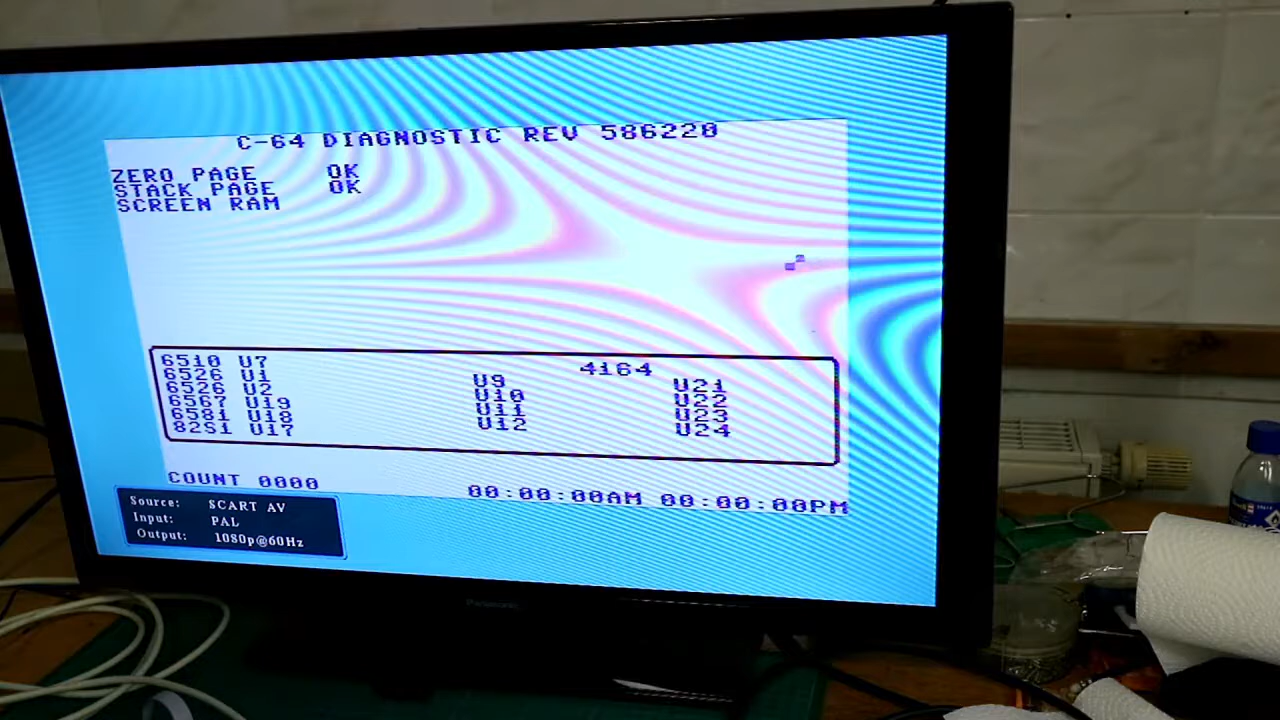 C-64 DIAGNOSTIC REV 586220
ZERO PAGE OK
STACK PAGE OK
SCREEN RAM
6510 U7
6526 U1
6526 U2
6567 U19
6581 U18
82S1 U17
4164
U9 U21
U10 U22
U11 U23
U12 U24
COUNT 0000
00:00:00AM 00:00:00PM
Source: SCART AV
Input: PAL
Output: 1080p@60Hz
Panasonic